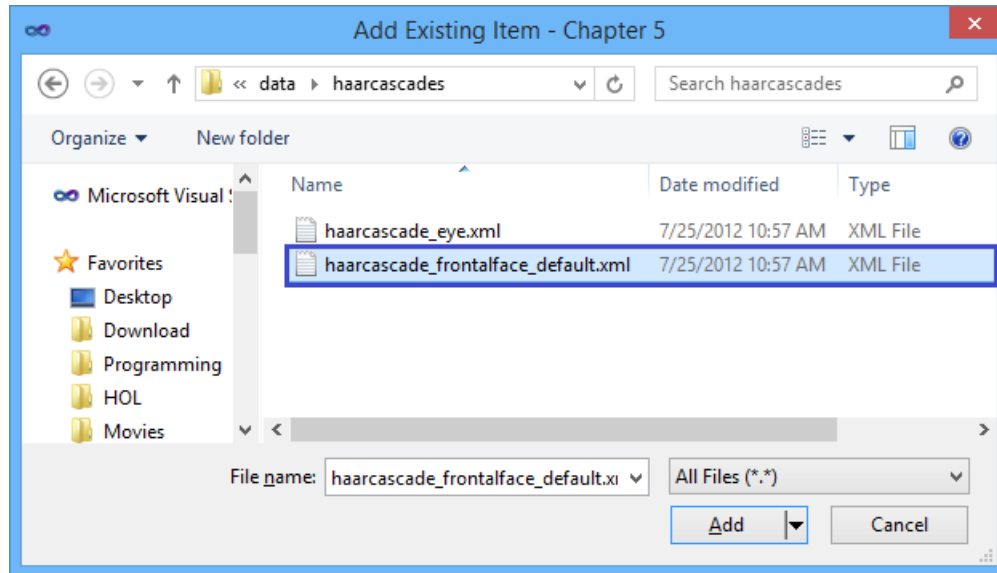 Add Existing Item - Chapter 5
« data haarcascades Search haarcascades
Organize New folder
Name Date modified Type
Microsoft Visual
haarcascade_eye.xml 7/25/2012 10:57 AM XML File
Favorites haarcascade_frontalface_default.xml 7/25/2012 10:57 AM XML File
Desktop
Download
Programming
HOL
Movies
File name: haarcascade_frontalface_default.x All Files (*.*)
Add Cancel